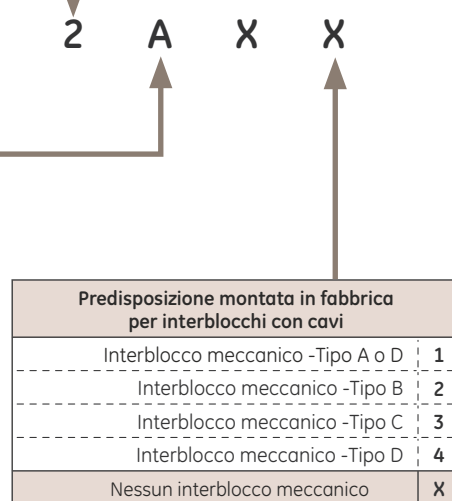 2 A X X
Predisposizione montata in fabbrica
per interblocchi con cavi
Interblocco meccanico -Tipo A o D 1
Interblocco meccanico -Tipo B 2
Interblocco meccanico -Tipo C 3
Interblocco meccanico -Tipo D 4
Nessun interblocco meccanico X